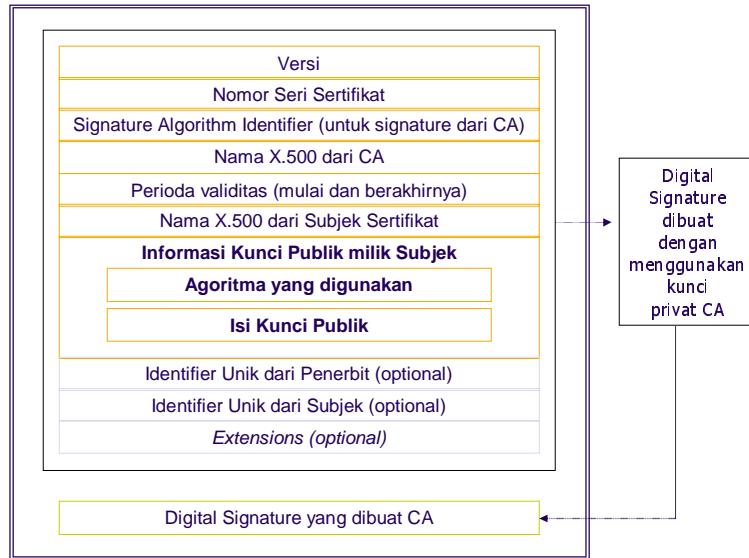 Versi
Nomor Seri Sertifikat
Signature Algorithm Identifier (untuk signature dari CA)
Nama X.500 dari CA
Perioda validitas (mulai dan berakhirnya)
Nama X.500 dari Subjek Sertifikat
Informasi Kunci Publik milik Subjek
Agoritma yang digunakan
Isi Kunci Publik
Identifier Unik dari Penerbit (optional)
Identifier Unik dari Subjek (optional)
Extensions (optional)
Digital Signature yang dibuat CA
Digital
Signature
dibuat
dengan
menggunakan
kunci
privat CA